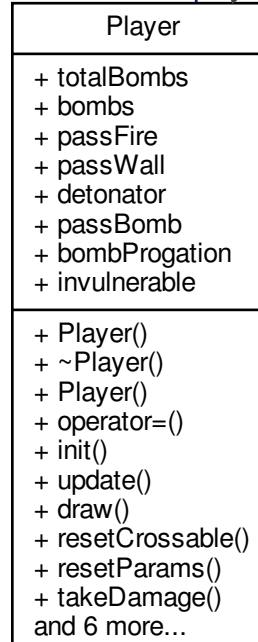 Player
+ totalBombs
+ bombs
+ passFire
+ passWall
+ detonator
+ passBomb
+ bombProgation
+ invulnerable
+ Player()
+ ~Player()
+ Player()
+ operator=()
+ init()
+ update()
+ draw()
+ resetCrossable()
+ resetParams()
+ takeDamage()
and 6 more...